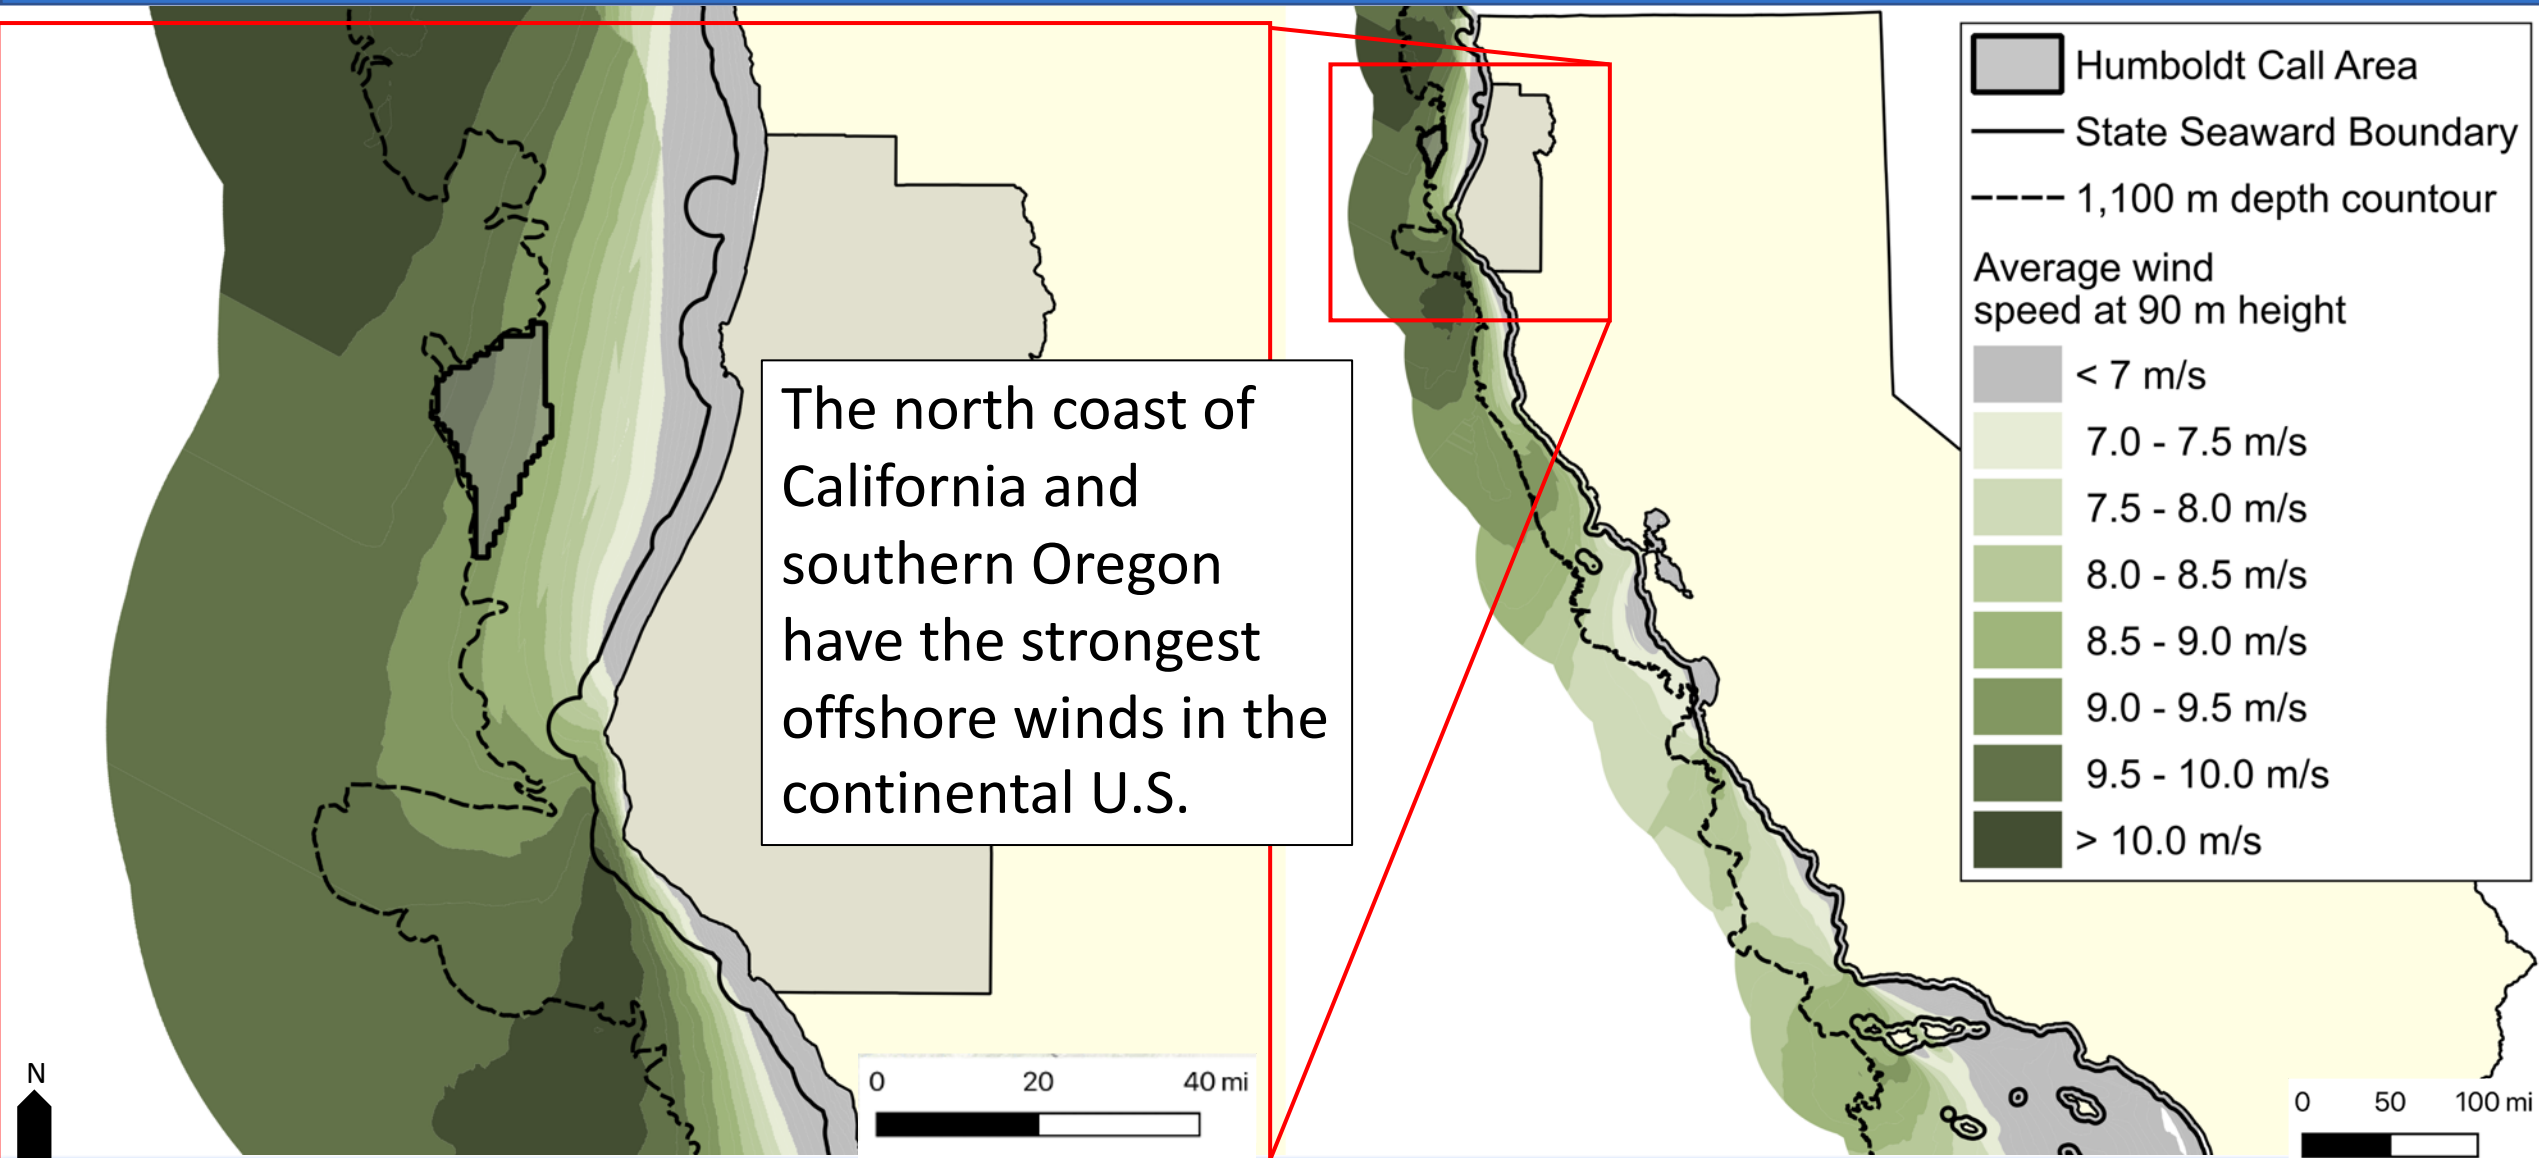 The north coast of
California and
southern Oregon
have the strongest
offshore winds in the
continental U.S.
N
0 20 40 mi
Humboldt Call Area
State Seaward Boundary
1,100 m depth countour
Average wind
speed at 90 m height
< 7 m/s
7.0 - 7.5 m/s
7.5 - 8.0 m/s
8.0 - 8.5 m/s
8.5 - 9.0 m/s
9.0 - 9.5 m/s
9.5 - 10.0 m/s
> 10.0 m/s
0 50 100 mi